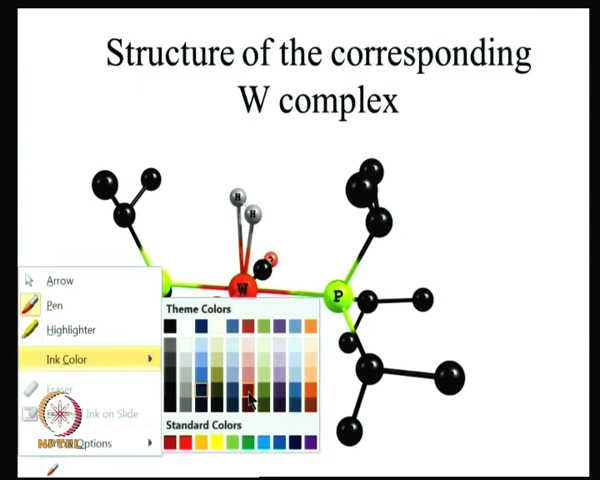 Structure of the corresponding
W complex
H
H
W
P
Arrow
Pen
Highlighter
Ink Color
Eraser
Ink on Slide
Options
Theme Colors
Standard Colors
NPTEL